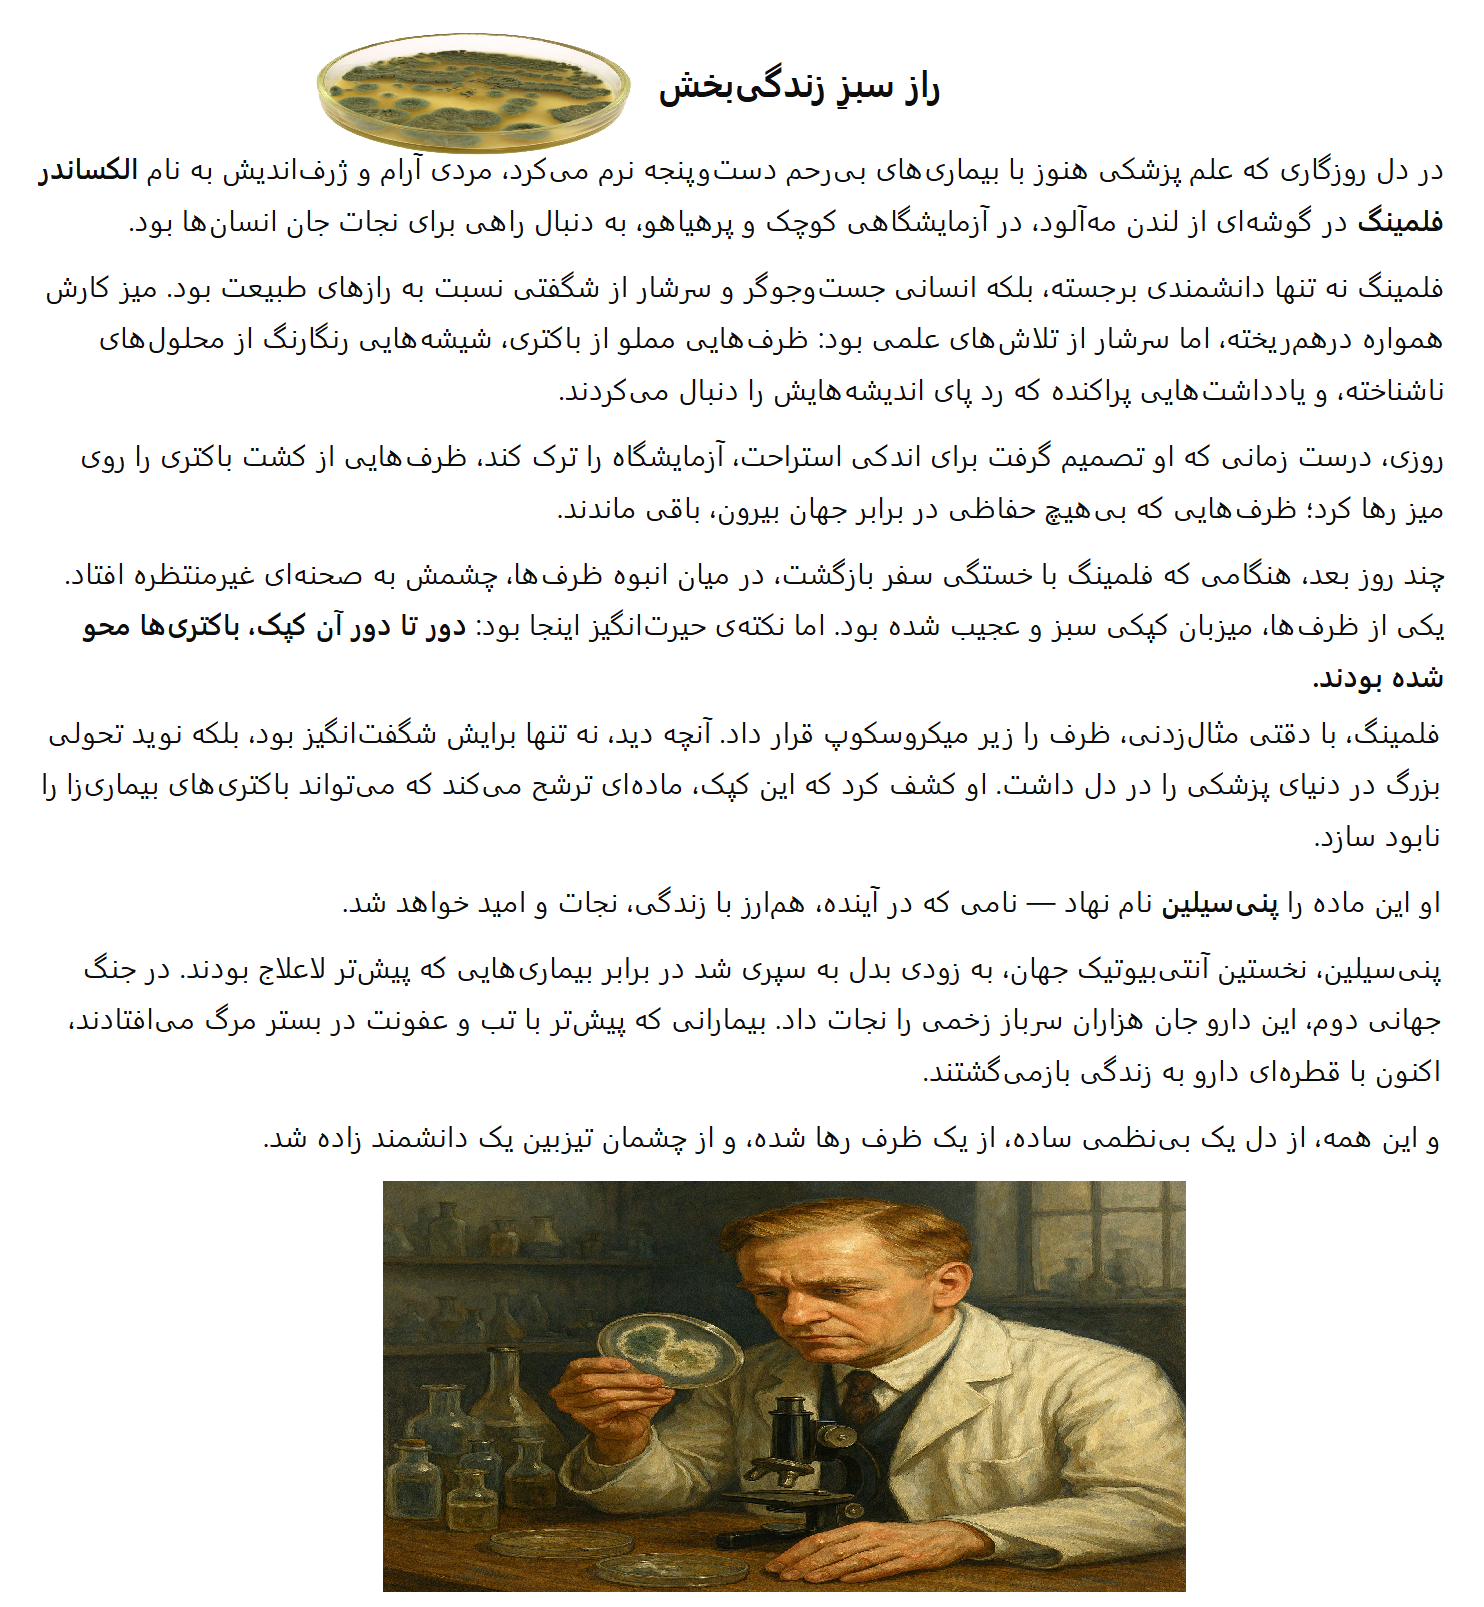 راز سبزِ زندگی‌بخش
در دل روزگاری که علم پزشکی هنوز با بیماری‌های بی‌رحم دست‌وپنجه نرم می‌کرد، مردی آرام و ژرف‌اندیش به نام الکساندر
فلمینگ در گوشه‌ای از لندن مه‌آلود، در آزمایشگاهی کوچک و پرهیاهو، به دنبال راهی برای نجات جان انسان‌ها بود.
فلمینگ نه تنها دانشمندی برجسته، بلکه انسانی جست‌وجوگر و سرشار از شگفتی نسبت به رازهای طبیعت بود. میز کارش
همواره درهم‌ریخته، اما سرشار از تلاش‌های علمی بود: ظرف‌هایی مملو از باکتری، شیشه‌هایی رنگارنگ از محلول‌های
ناشناخته، و یادداشت‌هایی پراکنده که رد پای اندیشه‌هایش را دنبال می‌کردند.
روزی، درست زمانی که او تصمیم گرفت برای اندکی استراحت، آزمایشگاه را ترک کند، ظرف‌هایی از کشت باکتری را روی
میز رها کرد؛ ظرف‌هایی که بی‌هیچ حفاظی در برابر جهان بیرون، باقی ماندند.
چند روز بعد، هنگامی که فلمینگ با خستگی سفر بازگشت، در میان انبوه ظرف‌ها، چشمش به صحنه‌ای غیرمنتظره افتاد.
یکی از ظرف‌ها، میزبان کپکی سبز و عجیب شده بود. اما نکته‌ی حیرت‌انگیز اینجا بود: دور تا دور آن کپک، باکتری‌ها محو
شده بودند.
فلمینگ، با دقتی مثال‌زدنی، ظرف را زیر میکروسکوپ قرار داد. آنچه دید، نه تنها برایش شگفت‌انگیز بود، بلکه نوید تحولی
بزرگ در دنیای پزشکی را در دل داشت. او کشف کرد که این کپک، ماده‌ای ترشح می‌کند که می‌تواند باکتری‌های بیماری‌زا را
نابود سازد.
او این ماده را پنی‌سیلین نام نهاد — نامی که در آینده، هم‌ارز با زندگی، نجات و امید خواهد شد.
پنی‌سیلین، نخستین آنتی‌بیوتیک جهان، به زودی بدل به سپری شد در برابر بیماری‌هایی که پیش‌تر لاعلاج بودند. در جنگ
جهانی دوم، این دارو جان هزاران سرباز زخمی را نجات داد. بیمارانی که پیش‌تر با تب و عفونت در بستر مرگ می‌افتادند،
اکنون با قطره‌ای دارو به زندگی بازمی‌گشتند.
و این همه، از دل یک بی‌نظمی ساده، از یک ظرف رها شده، و از چشمان تیزبین یک دانشمند زاده شد.